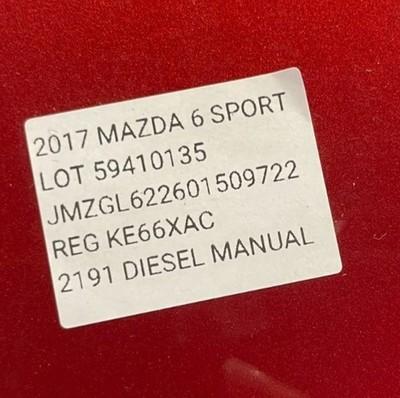 2017 MAZDA 6 SPORT
LOT 59410135
JMZGL622601509722
REG KE66XAC
2191 DIESEL MANUAL